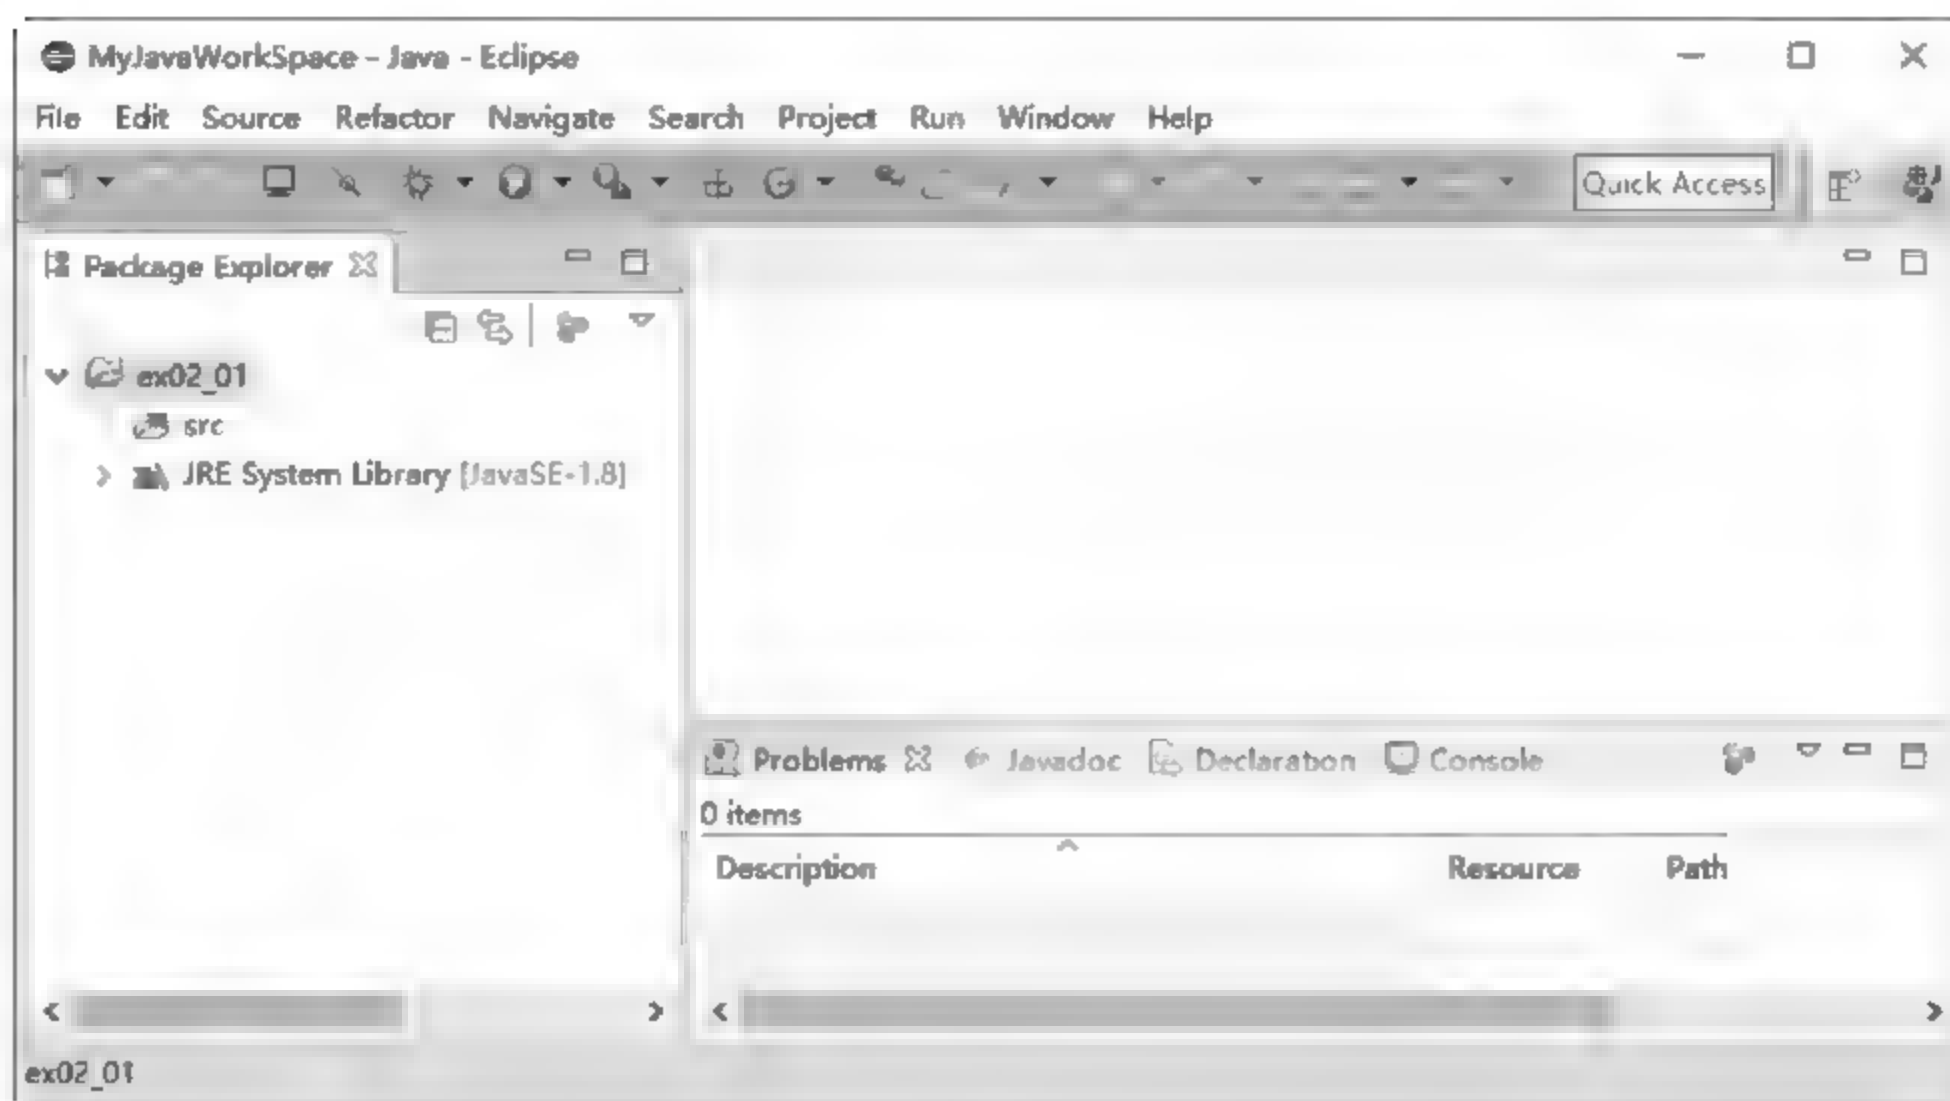 MyJavaWorkSpace - Java - Eclipse
File Edit Source Refactor Navigate Search Project Run Window Help
Quick Access
Package Explorer
ex02_01
src
JRE System Library [JavaSE-1.8]
Problems Javadoc Declaration Console
0 items
Description Resource Path
ex02_01